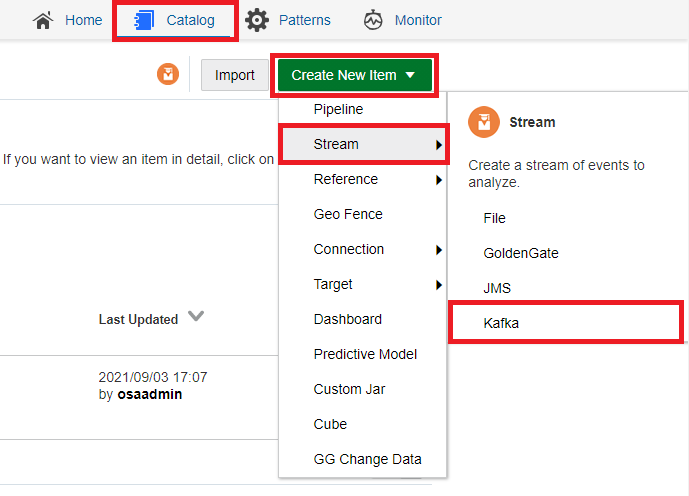 Home
Catalog
Patterns
Monitor
Import
Create New Item
Pipeline
Stream
Reference
Geo Fence
Connection
Target
Dashboard
Predictive Model
Custom Jar
Cube
GG Change Data
Stream
Create a stream of events to
analyze.
File
GoldenGate
JMS
Kafka
If you want to view an item in detail, click on
Last Updated
2021/09/03 17:07
by osaadmin